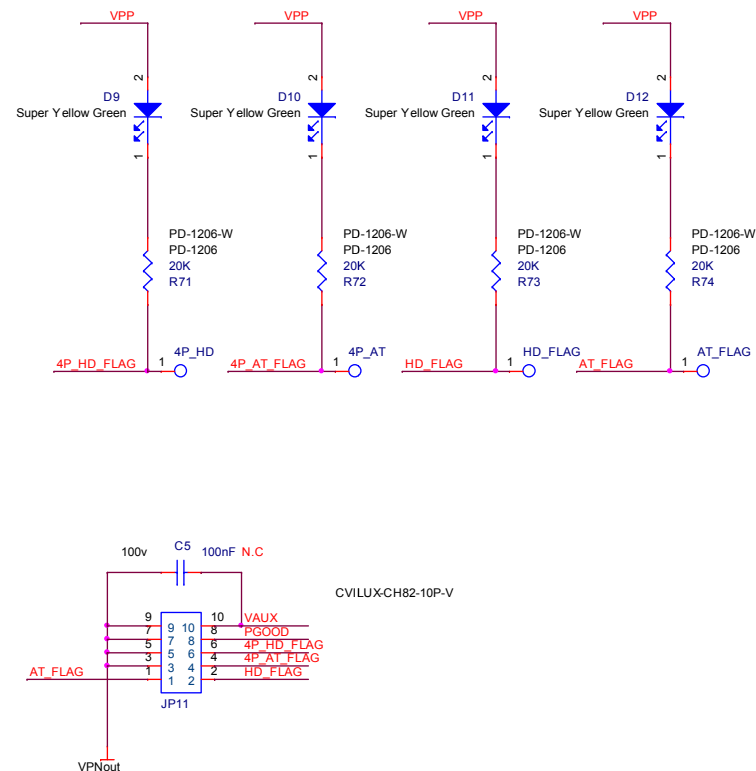 VPP VPP VPP VPP
2 2 2 2
D9 D10 D11 D12
Super Yellow Green Super Yellow Green Super Yellow Green Super Yellow Green
1 1 1 1
PD-1206-W PD-1206-W PD-1206-W PD-1206-W
PD-1206 PD-1206 PD-1206 PD-1206
20K 20K 20K 20K
R71 R72 R73 R74
4P_HD 4P_AT HD_FLAG AT_FLAG
4P_HD_FLAG 1 4P_AT_FLAG 1 HD_FLAG 1 AT_FLAG 1
100v C5 100nF N.C
CVILUX-CH82-10P-V
9 9 10 10 VAUX
7 7 8 8 PGOOD
5 5 6 6 4P_HD_FLAG
3 3 4 4 4P_AT_FLAG
AT_FLAG 1 1 2 2 HD_FLAG
JP11
VPNout